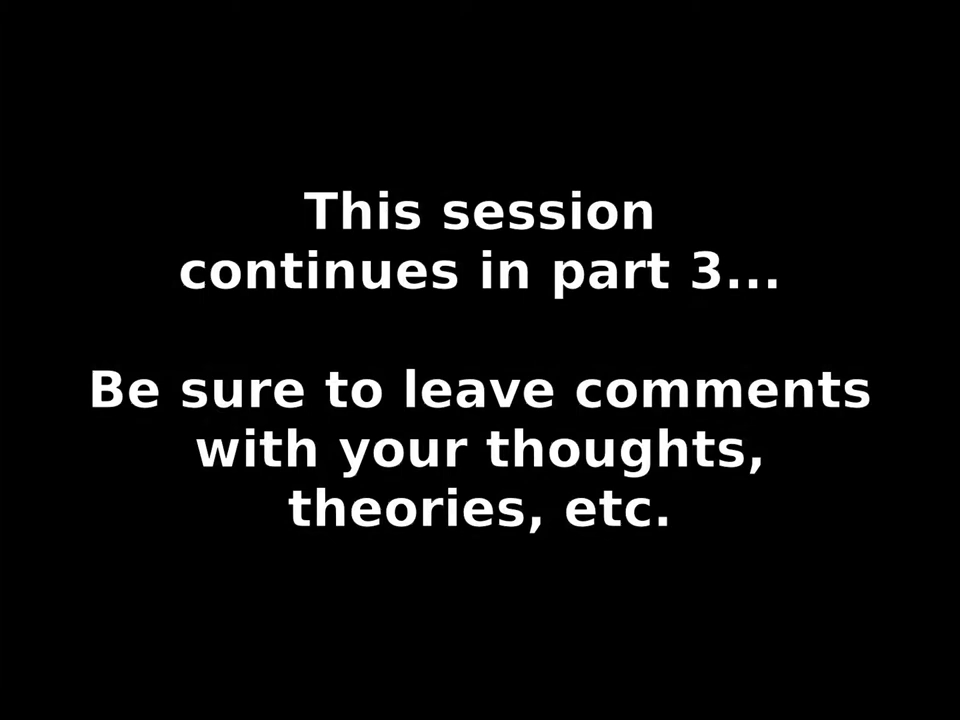 This session
continues in part 3...
Be sure to leave comments
with your thoughts,
theories, etc.